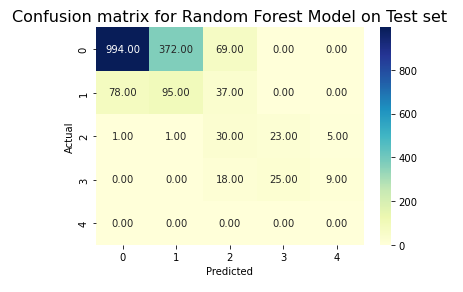 Confusion matrix for Random Forest Model on Test set
994.00 372.00 69.00 0.00 0.00
78.00 95.00 37.00 0.00 0.00
1.00 1.00 30.00 23.00 5.00
0.00 0.00 18.00 25.00 9.00
0.00 0.00 0.00 0.00 0.00
0
1
2
3
4
Actual
0 1 2 3 4
Predicted
800
600
400
200
0